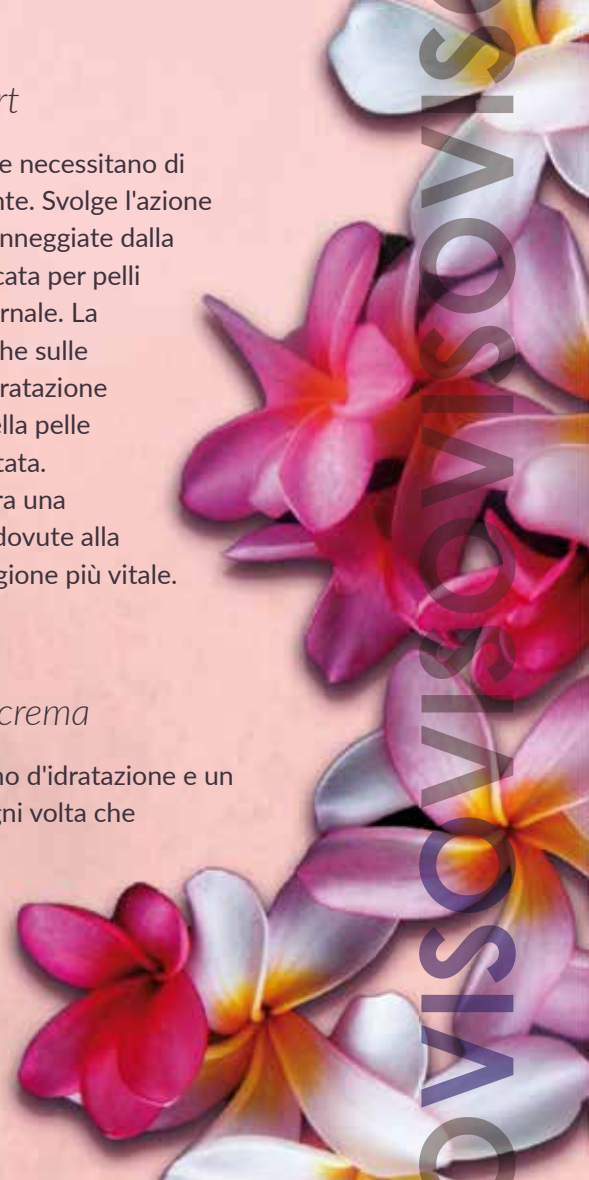 rt
e necessitano di
nte. Svolge l'azione
nneggiate dalla
cata per pelli
rnale. La
he sulle
dratazione
ella pelle
tata.
ra una
dovute alla
gione più vitale.
crema
no d'idratazione e un
gni volta che
OVISOVISOVISOVISO